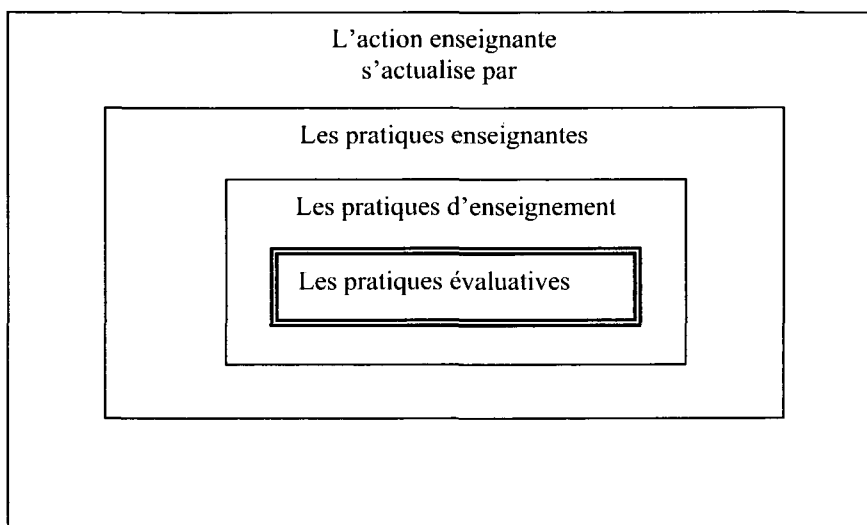 L'action enseignante
s'actualise par
Les pratiques enseignantes
Les pratiques d'enseignement
Les pratiques évaluatives